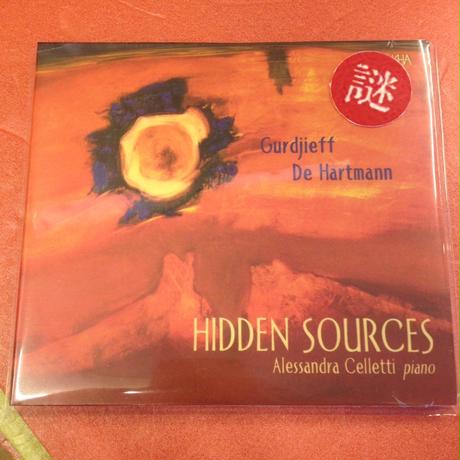 謎
Gurdjieff
De Hartmann
HIDDEN SOURCES
Alessandra Celletti piano